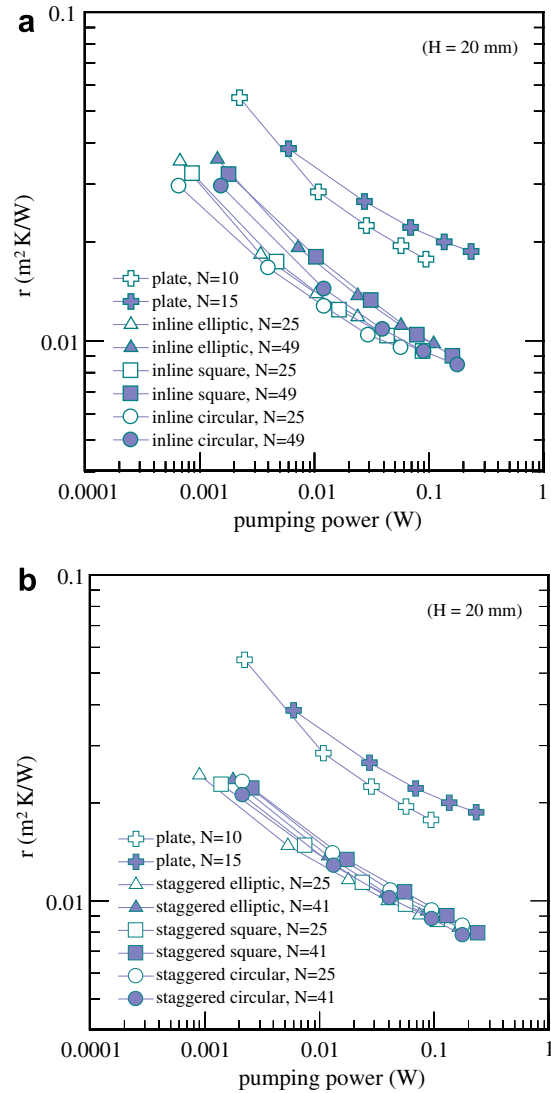 a
0.1
(H = 20 mm)
r (m² K/W)
plate, N=10
plate, N=15
inline elliptic, N=25
0.01
inline elliptic, N=49
inline square, N=25
inline square, N=49
inline circular, N=25
inline circular, N=49
0.0001
0.001
0.01
0.1
1
pumping power (W)
b
0.1
(H = 20 mm)
r (m² K/W)
plate, N=10
plate, N=15
staggered elliptic, N=25
0.01
staggered elliptic, N=41
staggered square, N=25
staggered square, N=41
staggered circular, N=25
staggered circular, N=41
0.0001
0.001
0.01
0.1
1
pumping power (W)